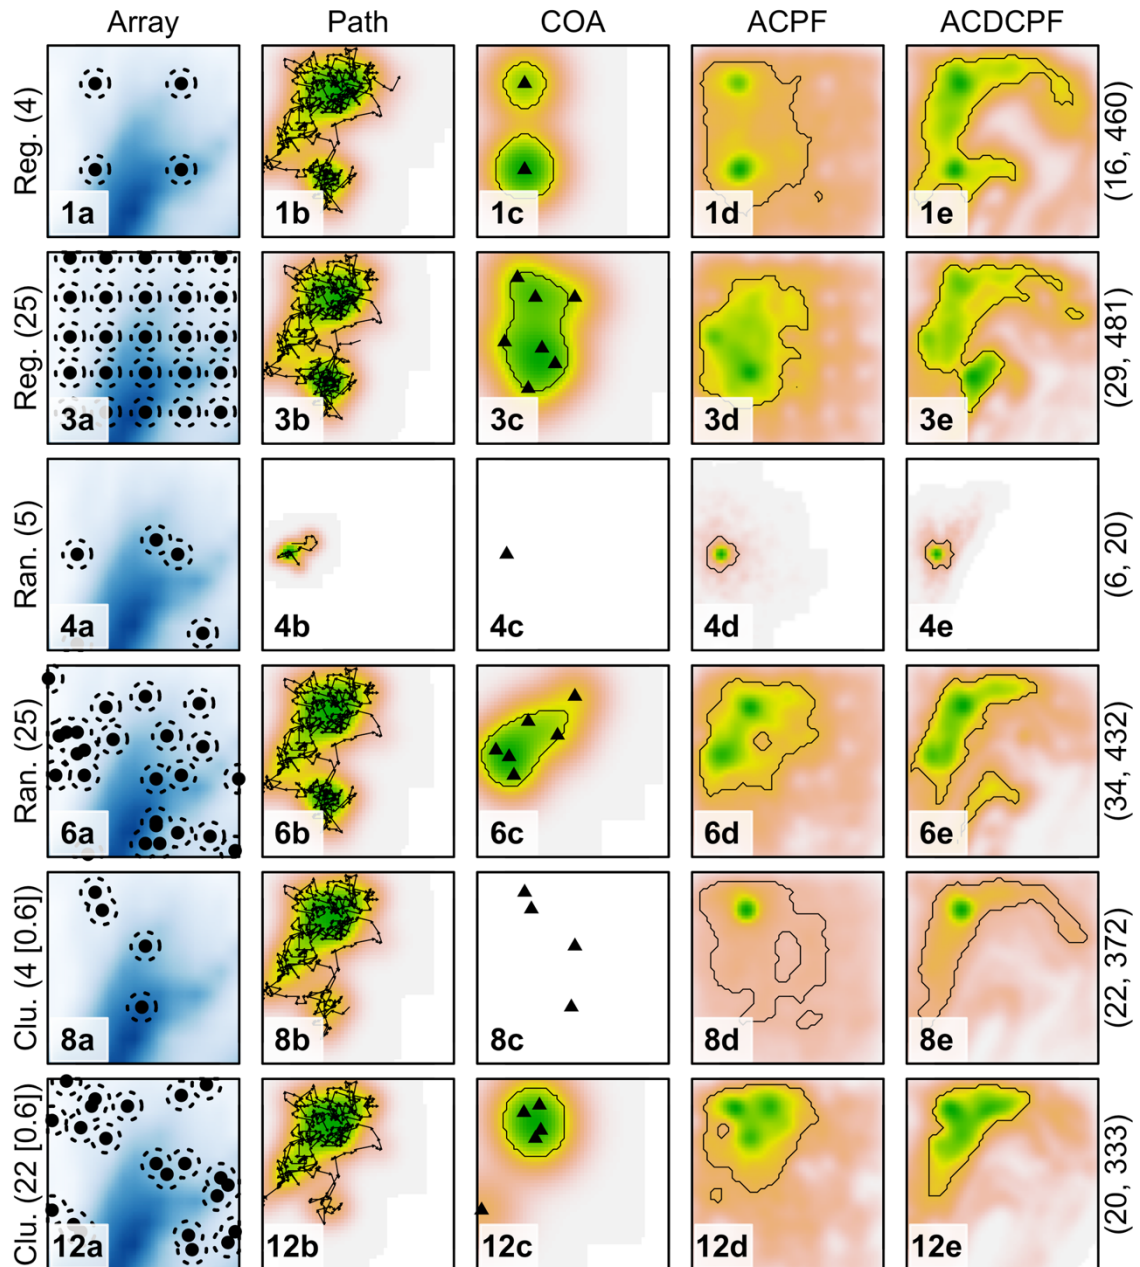 Array Path COA ACPF ACDCPF
Reg. (4)
1a 1b 1c 1d 1e
(16, 460)
Reg. (25)
3a 3b 3c 3d 3e
(29, 481)
Ran. (5)
4a 4b 4c 4d 4e
(6, 20)
Ran. (25)
6a 6b 6c 6d 6e
(34, 432)
Clu. (4 [0.6])
8a 8b 8c 8d 8e
(22, 372)
Clu. (22 [0.6])
12a 12b 12c 12d 12e
(20, 333)